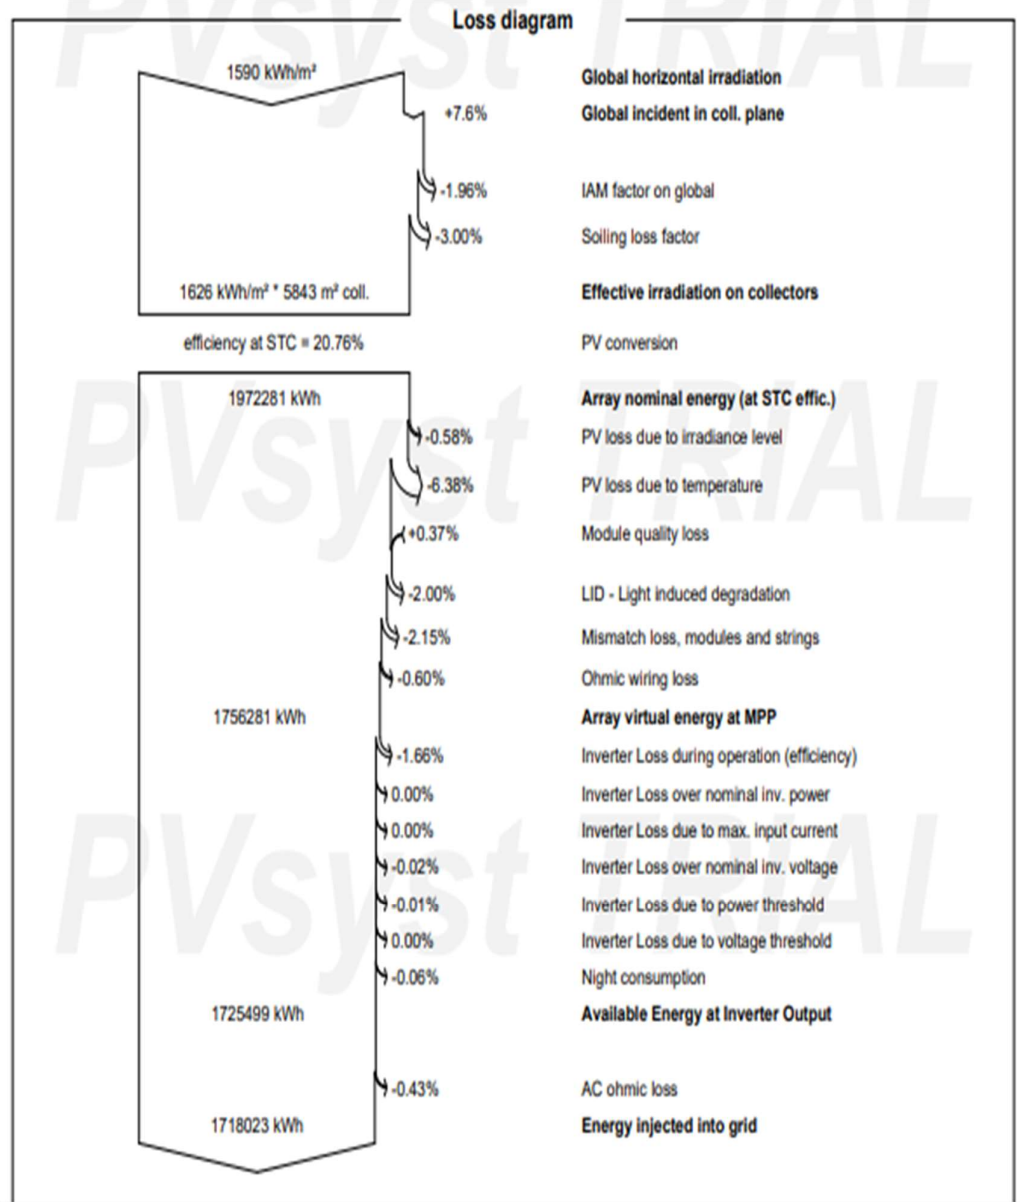 Loss diagram
PVsyst TRIAL
1590 kWh/m² Global horizontal irradiation
+7.6% Global incident in coll. plane
-1.96% IAM factor on global
-3.00% Soiling loss factor
1626 kWh/m² * 5843 m² coll. Effective irradiation on collectors
efficiency at STC = 20.76% PV conversion
1972281 kWh Array nominal energy (at STC effic.)
-0.58% PV loss due to irradiance level
PVsyst TRIAL
-6.38% PV loss due to temperature
+0.37% Module quality loss
-2.00% LID - Light induced degradation
-2.15% Mismatch loss, modules and strings
-0.60% Ohmic wiring loss
1756281 kWh Array virtual energy at MPP
-1.66% Inverter Loss during operation (efficiency)
0.00% Inverter Loss over nominal inv. power
0.00% Inverter Loss due to max. input current
-0.02% Inverter Loss over nominal inv. voltage
PVsyst TRIAL
-0.01% Inverter Loss due to power threshold
0.00% Inverter Loss due to voltage threshold
-0.06% Night consumption
1725499 kWh Available Energy at Inverter Output
-0.43% AC ohmic loss
1718023 kWh Energy injected into grid